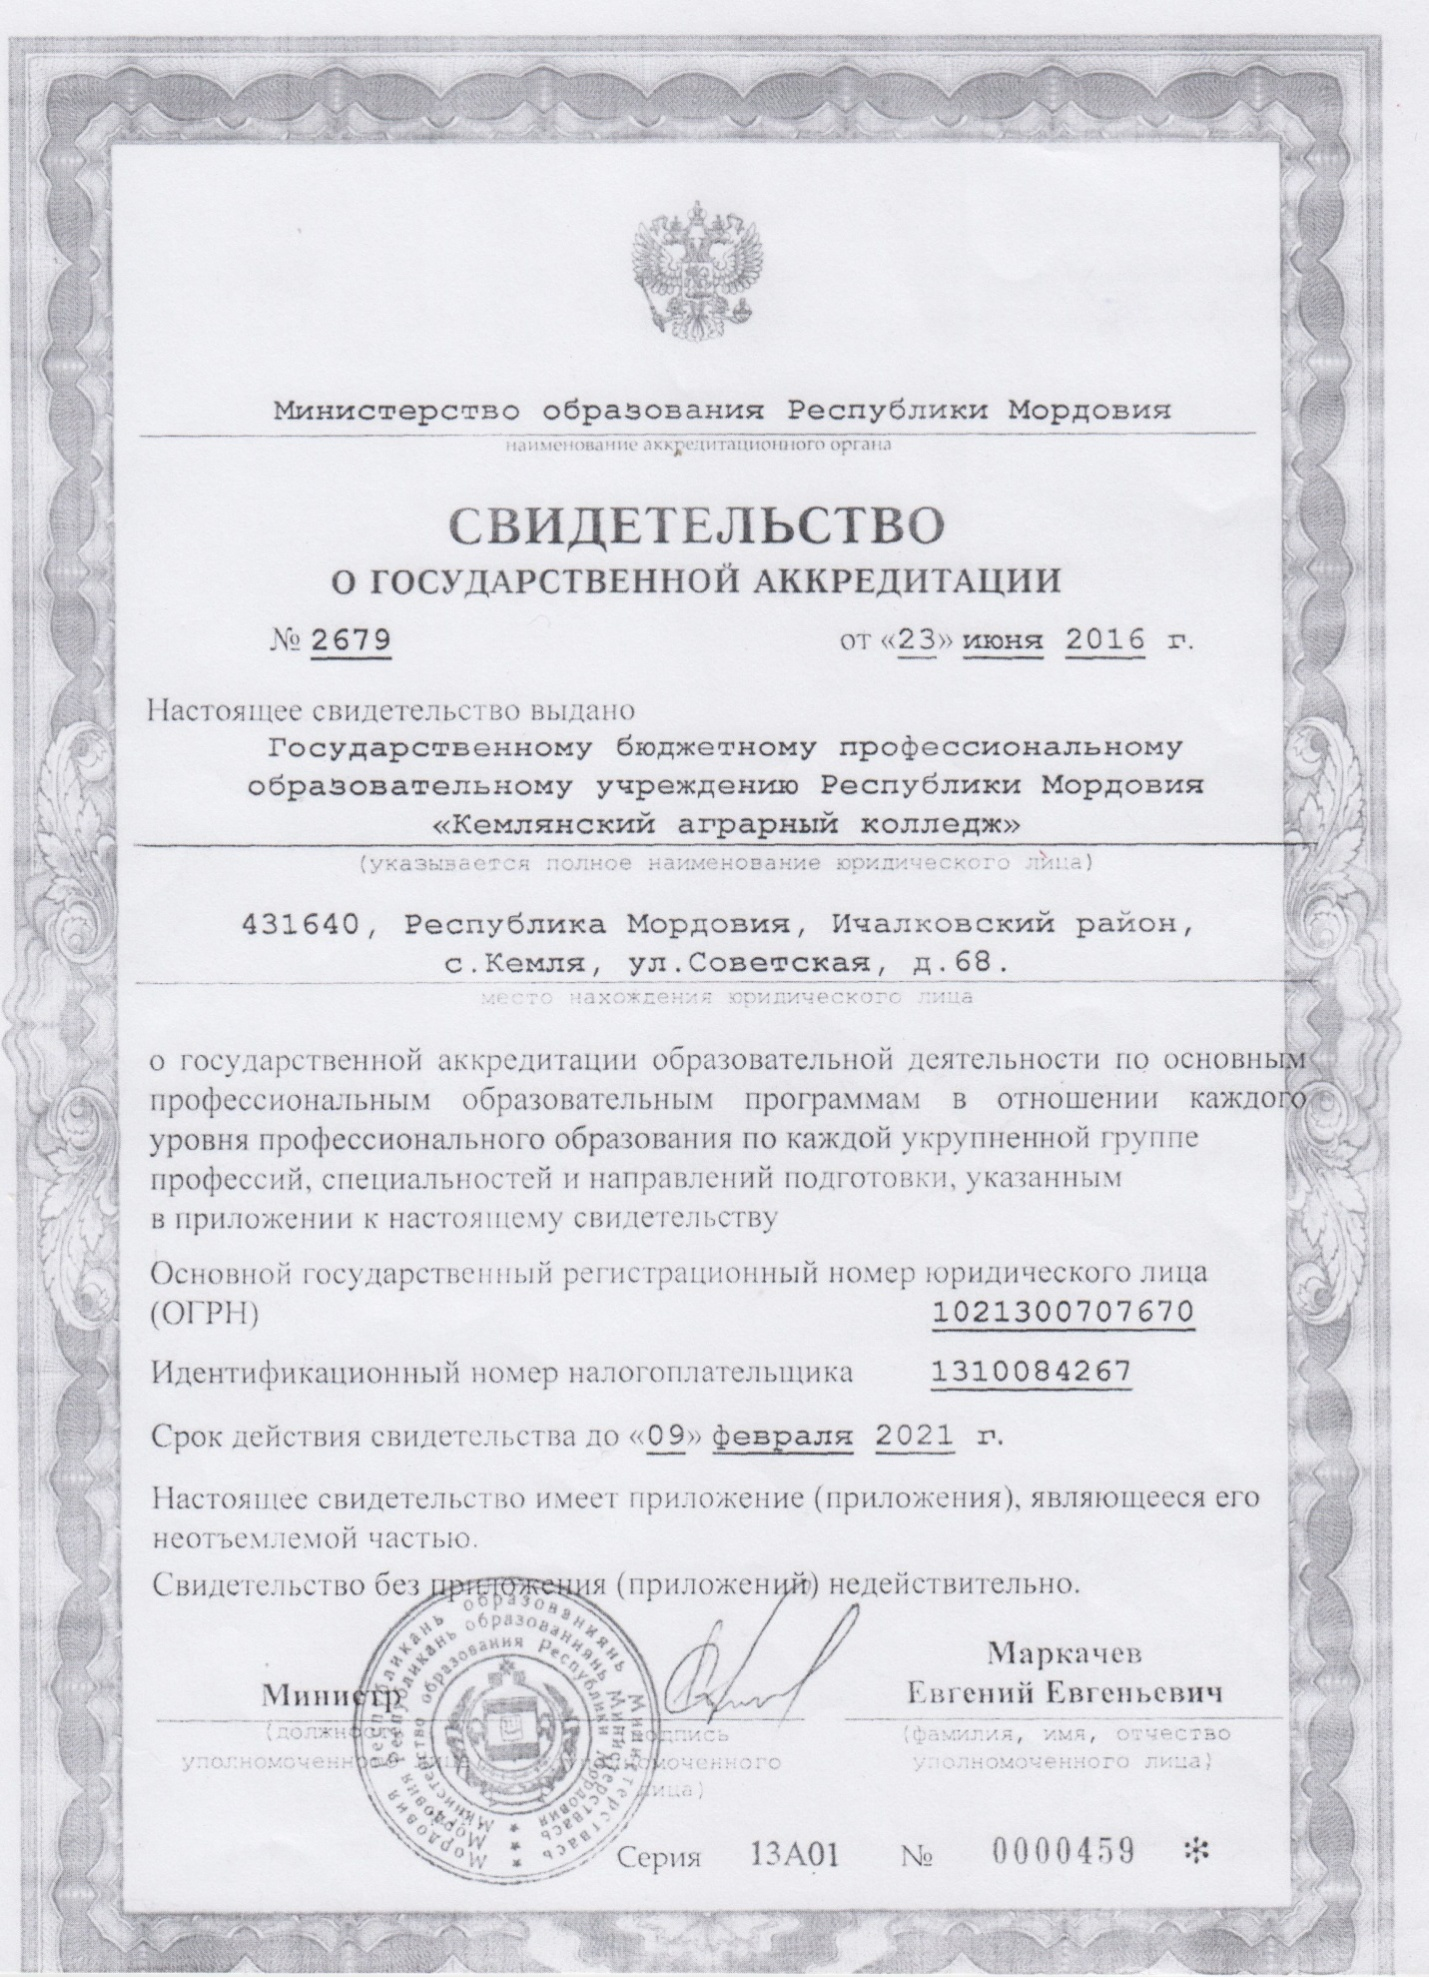 Министерство образования Республики Мордовия
наименование аккредитационного органа
СВИДЕТЕЛЬСТВО
О ГОСУДАРСТВЕННОЙ АККРЕДИТАЦИИ
№ 2679 от «23» июня 2016 г.
Настоящее свидетельство выдано
Государственному бюджетному профессиональному
образовательному учреждению Республики Мордовия
«Кемлянский аграрный колледж»
(указывается полное наименование юридического лица)
431640, Республика Мордовия, Ичалковский район,
с.Кемля, ул.Советская, д.68.
место нахождения юридического лица
о государственной аккредитации образовательной деятельности по основным
профессиональным образовательным программам в отношении каждого
уровня профессионального образования по каждой укрупненной группе
профессий, специальностей и направлений подготовки, указанным
в приложении к настоящему свидетельству
Основной государственный регистрационный номер юридического лица
(ОГРН) 1021300707670
Идентификационный номер налогоплательщика 1310084267
Срок действия свидетельства до «09» февраля 2021 г.
Настоящее свидетельство имеет приложение (приложения), являющееся его
неотъемлемой частью.
Свидетельство без приложения (приложений) недействительно.
Маркачев
Министр Евгений Евгеньевич
(фамилия, имя, отчество
уполномоченного лица)
Министерство образования Республики Мордовия
Серия 13А01 № 0000459 *